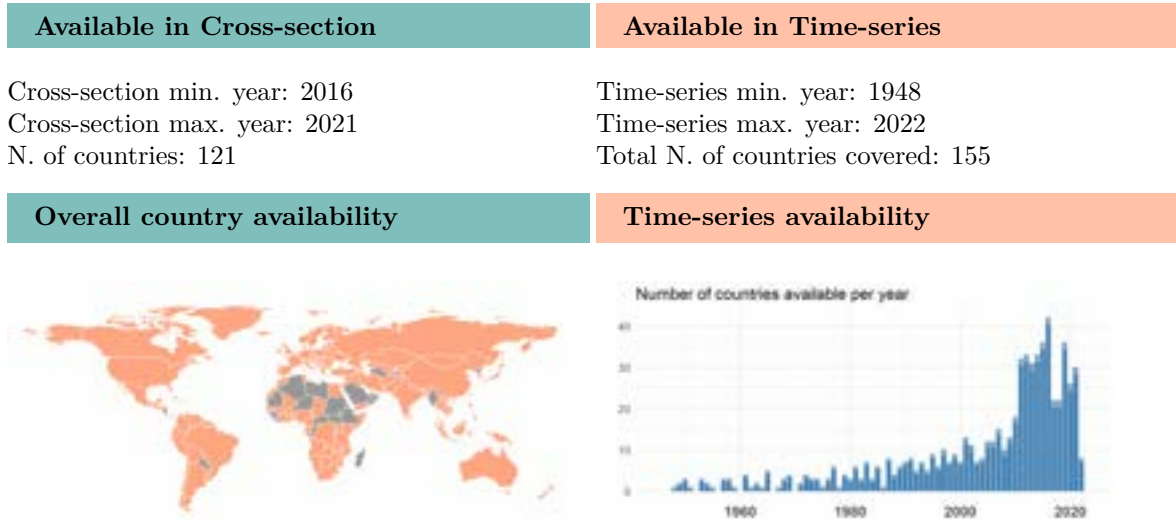 Available in Cross-section
Available in Time-series
Cross-section min. year: 2016
Cross-section max. year: 2021
N. of countries: 121
Time-series min. year: 1948
Time-series max. year: 2022
Total N. of countries covered: 155
Overall country availability
Time-series availability
Number of countries available per year
40
30
20
10
0
1960
1980
2000
2020